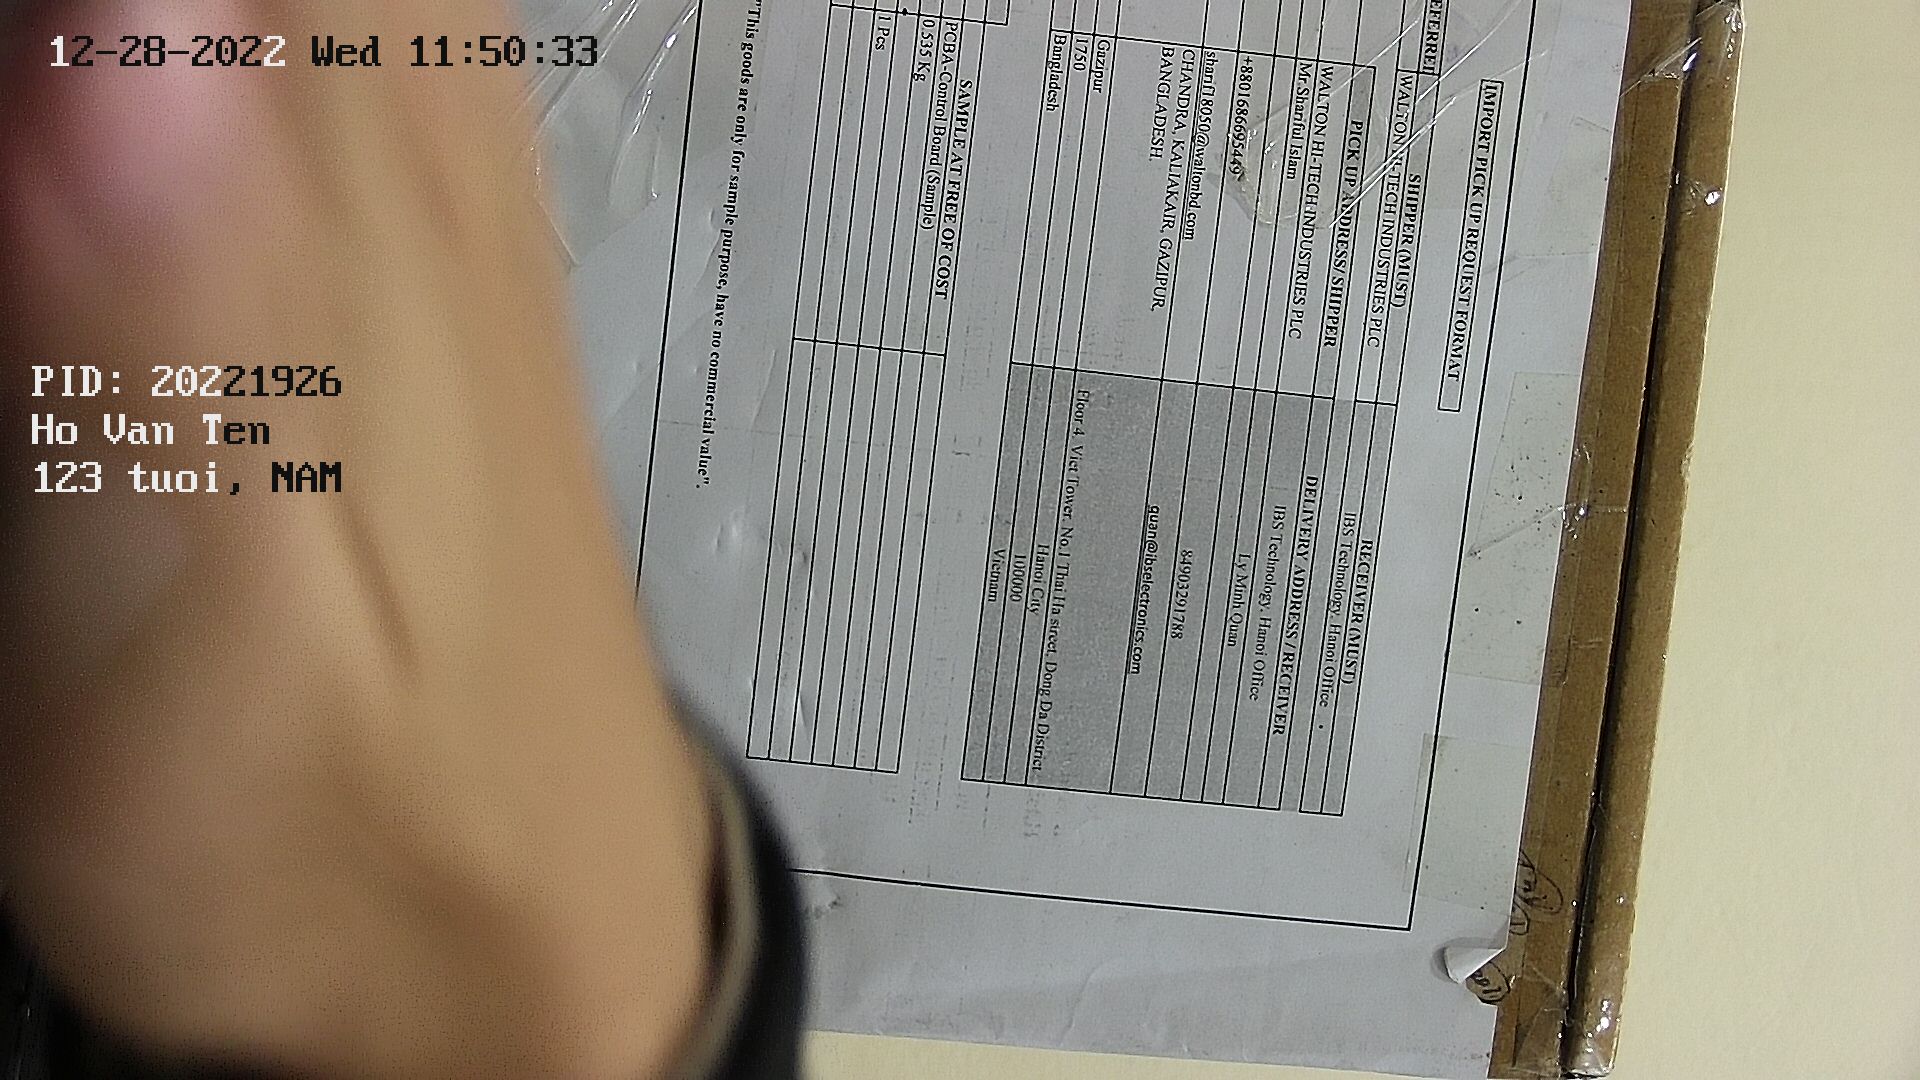 12-28-2022 Wed 11:50:33
PID: 20221926
Ho Van Ten
123 tuoi, NAM
IMPORT PICK UP REQUEST FORMAT
SHIPPER (MUST)
RECEIVER (MUST)
WALTON HI-TECH INDUSTRIES PLC
IBS Technology. Hanoi Office
PICK UP ADDRESS/ SHIPPER
DELIVERY ADDRESS / RECEIVER
WALTON HI-TECH INDUSTRIES PLC
IBS Technology. Hanoi Office
Mr.Shariful Islam
Ly Minh Quan
+8801686695449
84903291788
sharif18050@waltonbd.com
quan@ibselectronics.com
CHANDRA, KALIAKAIR, GAZIPUR,
BANGLADESH.
Floor 4. Viet Tower. No.1 Thai Ha street. Dong Da District
Gazipur
Hanoi City
1750
100000
Bangladesh
Vietnam
SAMPLE AT FREE OF COST
PCBA-Control Board (Sample)
0.535 Kg
1 Pcs
"This goods are only for sample purpose, have no commercial value".